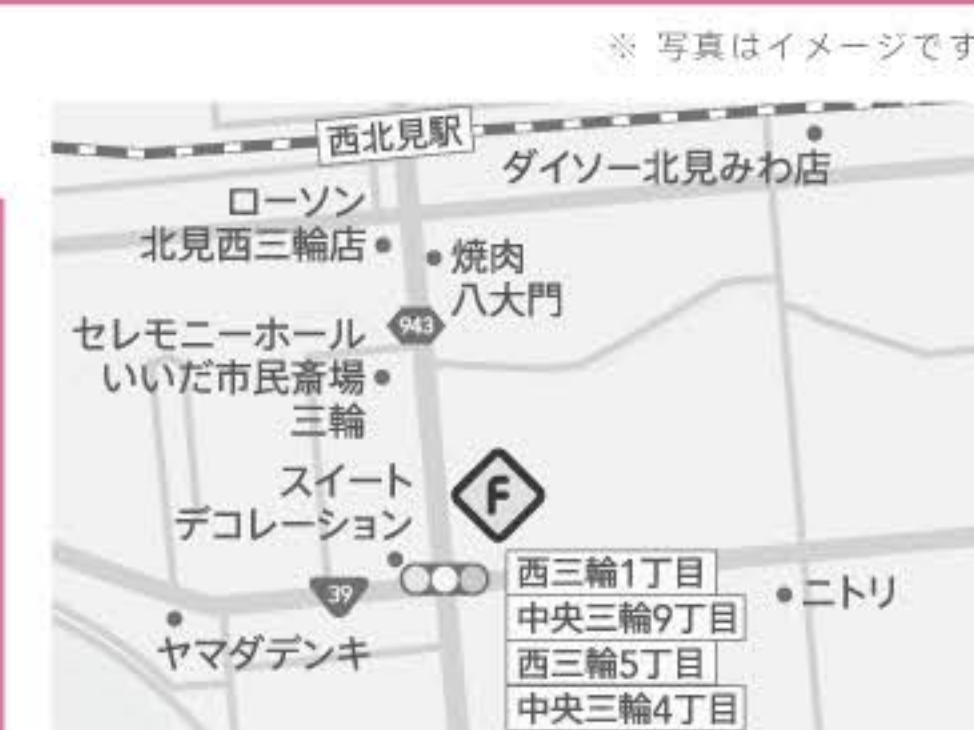 ※ 写真はイメージです
西北見駅
ダイソー北見みわ店
ローソン
北見西三輪店
焼肉
八大門
943
セレモニーホール
いいだ市民斎場
三輪
スイート
デコレーション
F
39
西三輪1丁目
中央三輪9丁目
西三輪5丁目
中央三輪4丁目
ニトリ
ヤマダデンキ